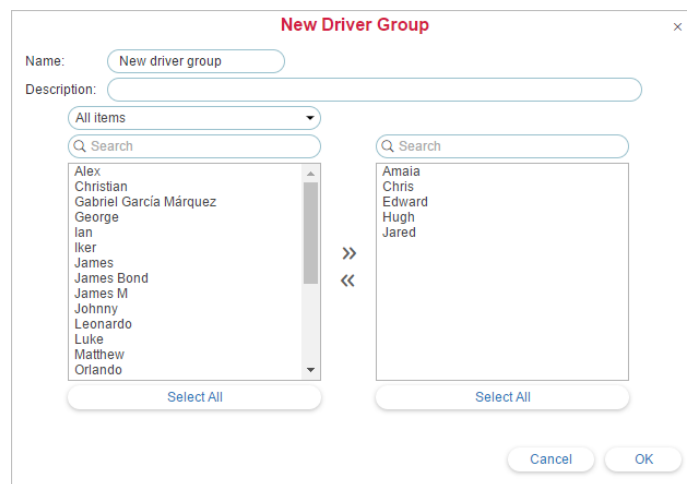 New Driver Group
×
Name: New driver group
Description:
All items
Search
Alex
Christian
Gabriel García Márquez
George
Ian
Iker
James
James Bond
James M
Johnny
Leonardo
Luke
Matthew
Orlando
Select All
»
«
Search
Amaia
Chris
Edward
Hugh
Jared
Select All
Cancel OK